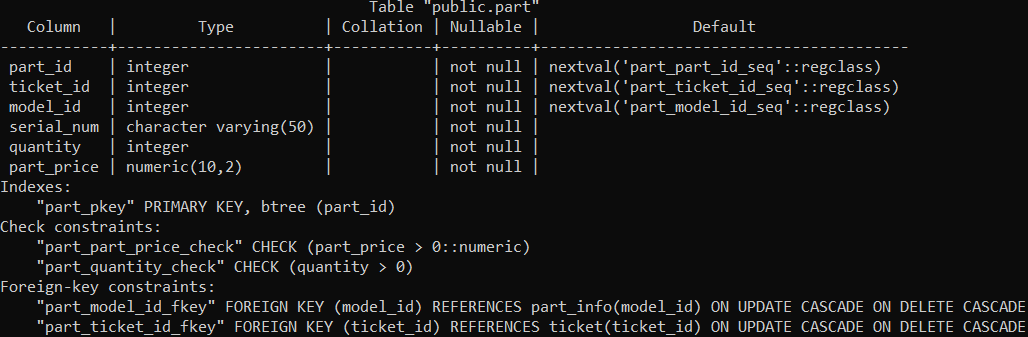 Table "public.part"
   Column   |         Type          | Collation | Nullable |                 Default
------------+-----------------------+-----------+----------+-----------------------------------------
 part_id    | integer               |           | not null | nextval('part_part_id_seq'::regclass)
 ticket_id  | integer               |           | not null | nextval('part_ticket_id_seq'::regclass)
 model_id   | integer               |           | not null | nextval('part_model_id_seq'::regclass)
 serial_num | character varying(50) |           | not null |
 quantity   | integer               |           | not null |
 part_price | numeric(10,2)         |           | not null |
Indexes:
    "part_pkey" PRIMARY KEY, btree (part_id)
Check constraints:
    "part_part_price_check" CHECK (part_price > 0::numeric)
    "part_quantity_check" CHECK (quantity > 0)
Foreign-key constraints:
    "part_model_id_fkey" FOREIGN KEY (model_id) REFERENCES part_info(model_id) ON UPDATE CASCADE ON DELETE CASCADE
    "part_ticket_id_fkey" FOREIGN KEY (ticket_id) REFERENCES ticket(ticket_id) ON UPDATE CASCADE ON DELETE CASCADE